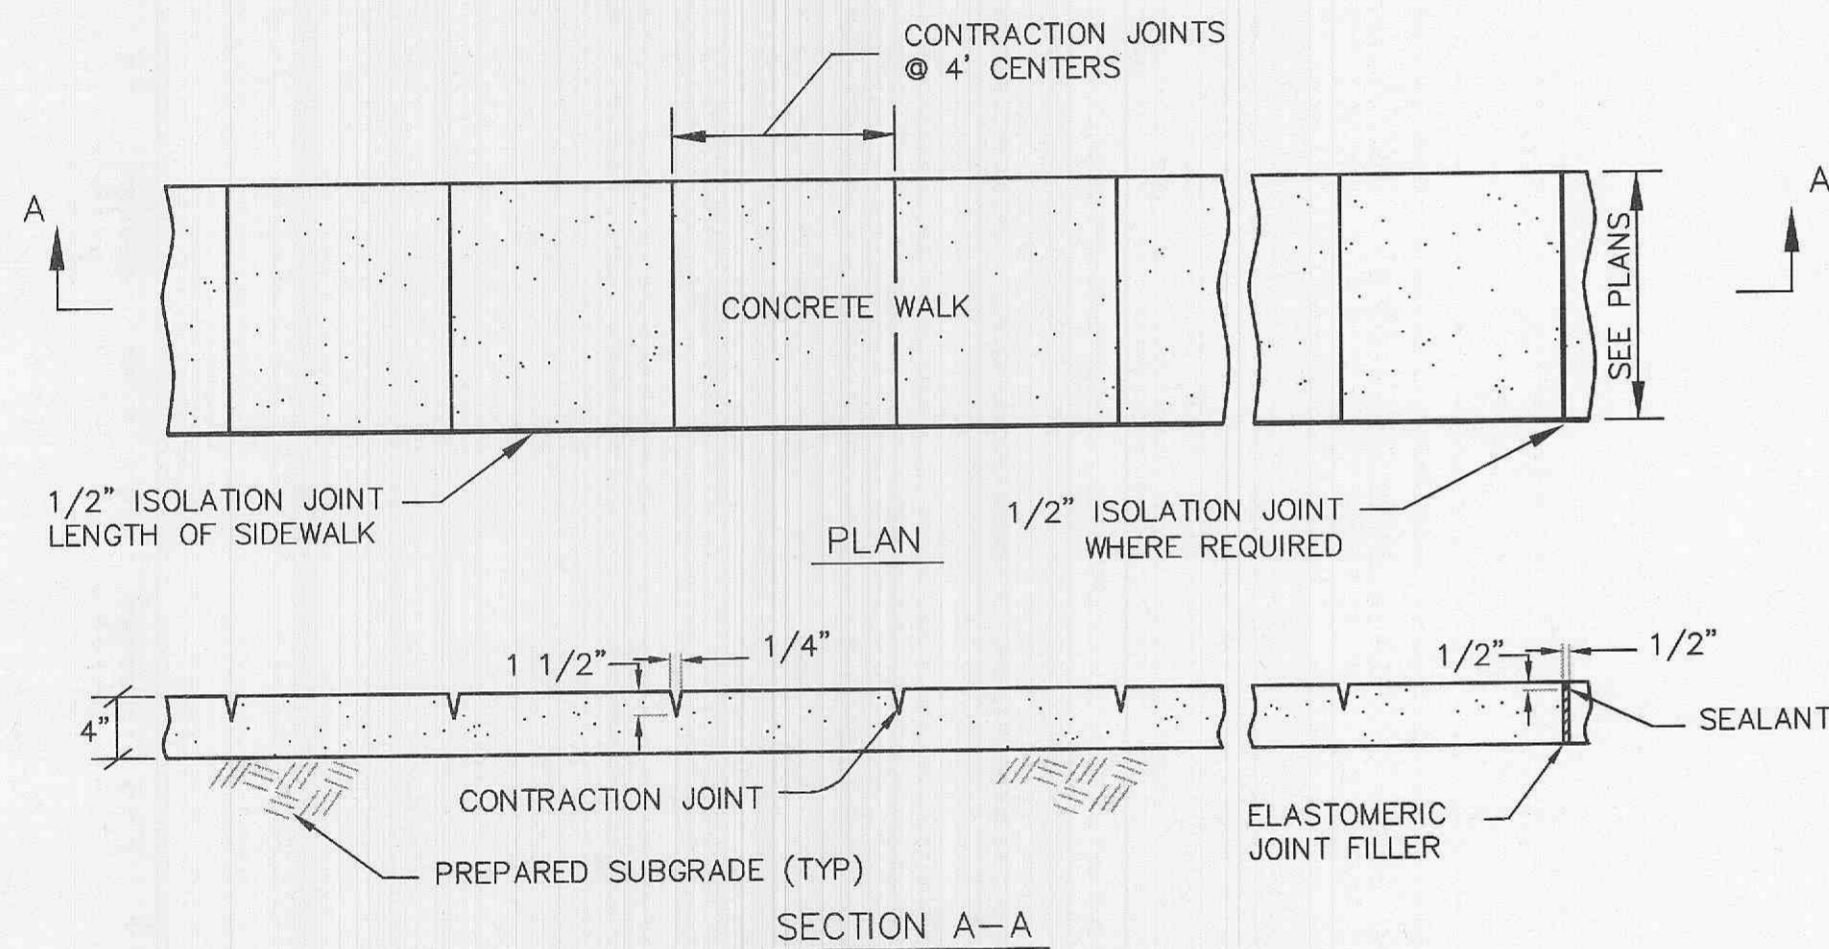 CONTRACTION JOINTS
@ 4' CENTERS
A
A
CONCRETE WALK
SEE PLANS
1/2" ISOLATION JOINT
LENGTH OF SIDEWALK
1/2" ISOLATION JOINT
WHERE REQUIRED
PLAN
1 1/2"
1/4"
1/2"
1/2"
4"
SEALANT
CONTRACTION JOINT
ELASTOMERIC
JOINT FILLER
PREPARED SUBGRADE (TYP)
SECTION A-A